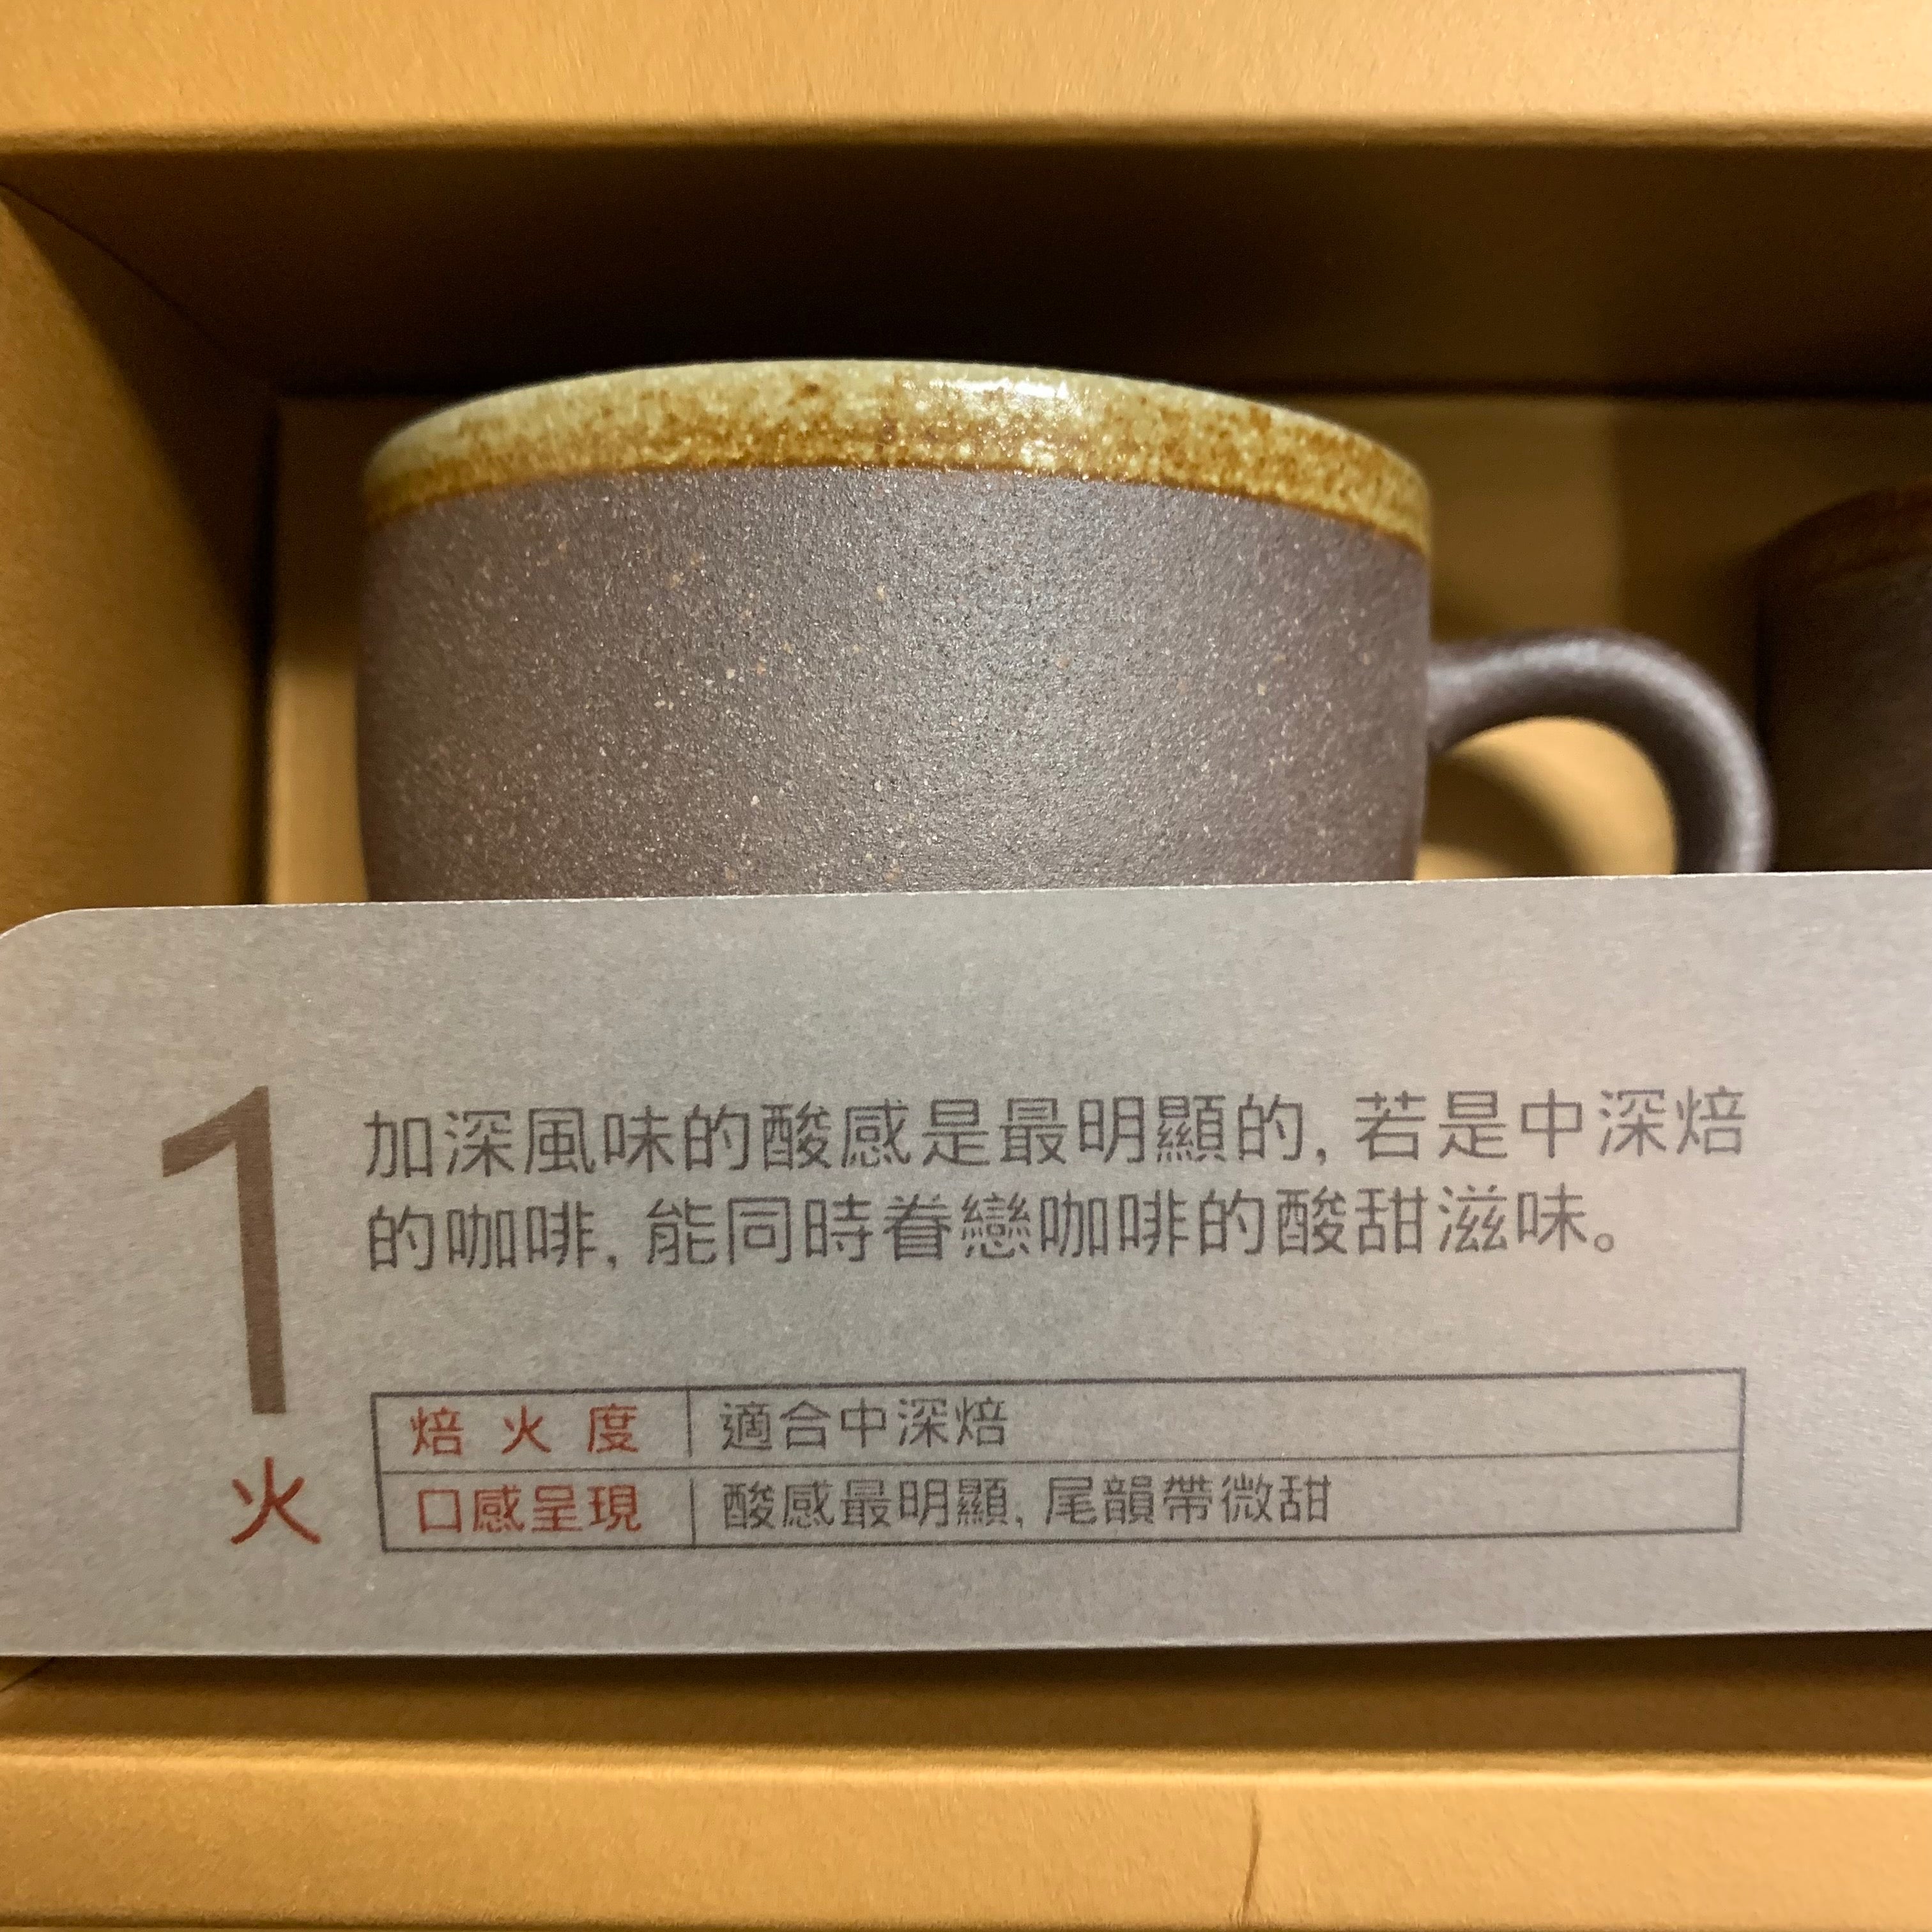 1
火
加深風味的酸感是最明顯的, 若是中深焙
的咖啡, 能同時眷戀咖啡的酸甜滋味。
焙火度 適合中深焙
口感呈現 酸感最明顯, 尾韻帶微甜